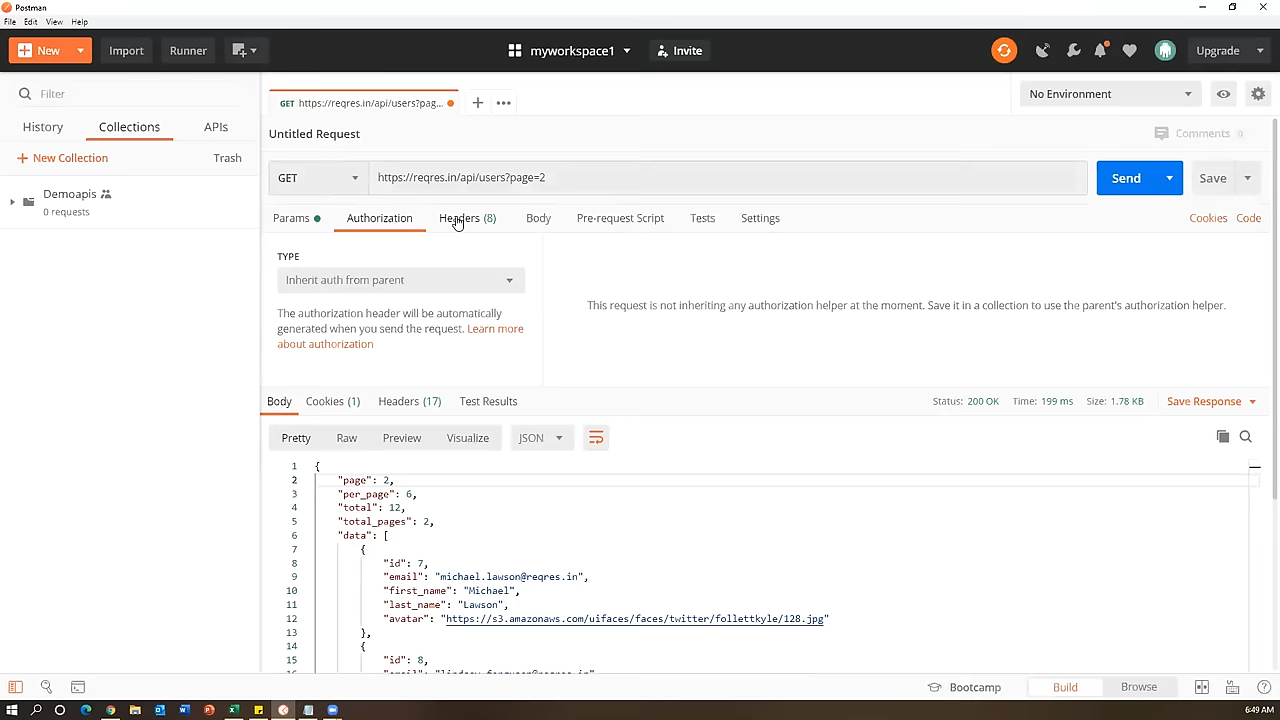 Postman
File Edit View Help
New Import Runner myworkspace1 Invite Upgrade
Filter
History Collections APIs
New Collection Trash
Demoapis
0 requests
GET https://reqres.in/api/users?pag... No Environment
Untitled Request Comments 0
GET https://reqres.in/api/users?page=2 Send Save
Params Authorization Headers (8) Body Pre-request Script Tests Settings Cookies Code
TYPE
Inherit auth from parent
The authorization header will be automatically
generated when you send the request. Learn more
about authorization
This request is not inheriting any authorization helper at the moment. Save it in a collection to use the parent's authorization helper.
Body Cookies (1) Headers (17) Test Results Status: 200 OK Time: 199 ms Size: 1.78 KB Save Response
Pretty Raw Preview Visualize JSON
1 {
2 "page": 2,
3 "per_page": 6,
4 "total": 12,
5 "total_pages": 2,
6 "data": [
7 {
8 "id": 7,
9 "email": "michael.lawson@reqres.in",
10 "first_name": "Michael",
11 "last_name": "Lawson",
12 "avatar": "https://s3.amazonaws.com/uifaces/faces/twitter/follettkyle/128.jpg"
13 },
14 {
15 "id": 8,
Bootcamp Build Browse
6:49 AM